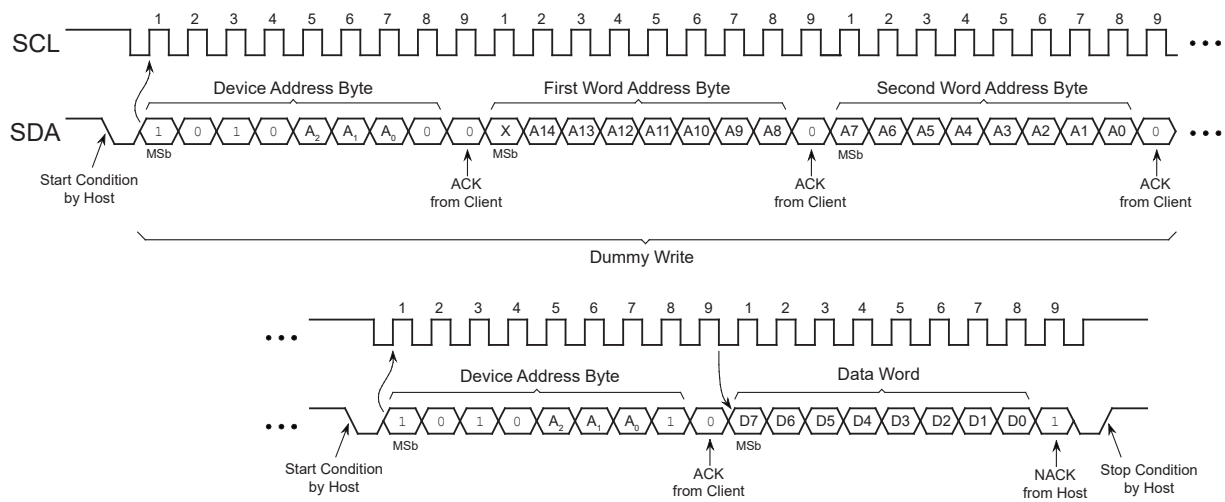 1 2 3 4 5 6 7 8 9 1 2 3 4 5 6 7 8 9 1 2 3 4 5 6 7 8 9
SCL
Device Address Byte First Word Address Byte Second Word Address Byte
SDA 1 0 1 0 A2 A1 A0 0 0 X A14 A13 A12 A11 A10 A9 A8 0 A7 A6 A5 A4 A3 A2 A1 A0 0
MSb MSb MSb
Start Condition
by Host
ACK
from Client
ACK
from Client
ACK
from Client
Dummy Write
1 2 3 4 5 6 7 8 9 1 2 3 4 5 6 7 8 9
Device Address Byte Data Word
1 0 1 0 A2 A1 A0 1 0 D7 D6 D5 D4 D3 D2 D1 D0 1
MSb MSb
Start Condition
by Host
ACK
from Client
NACK
from Host
Stop Condition
by Host